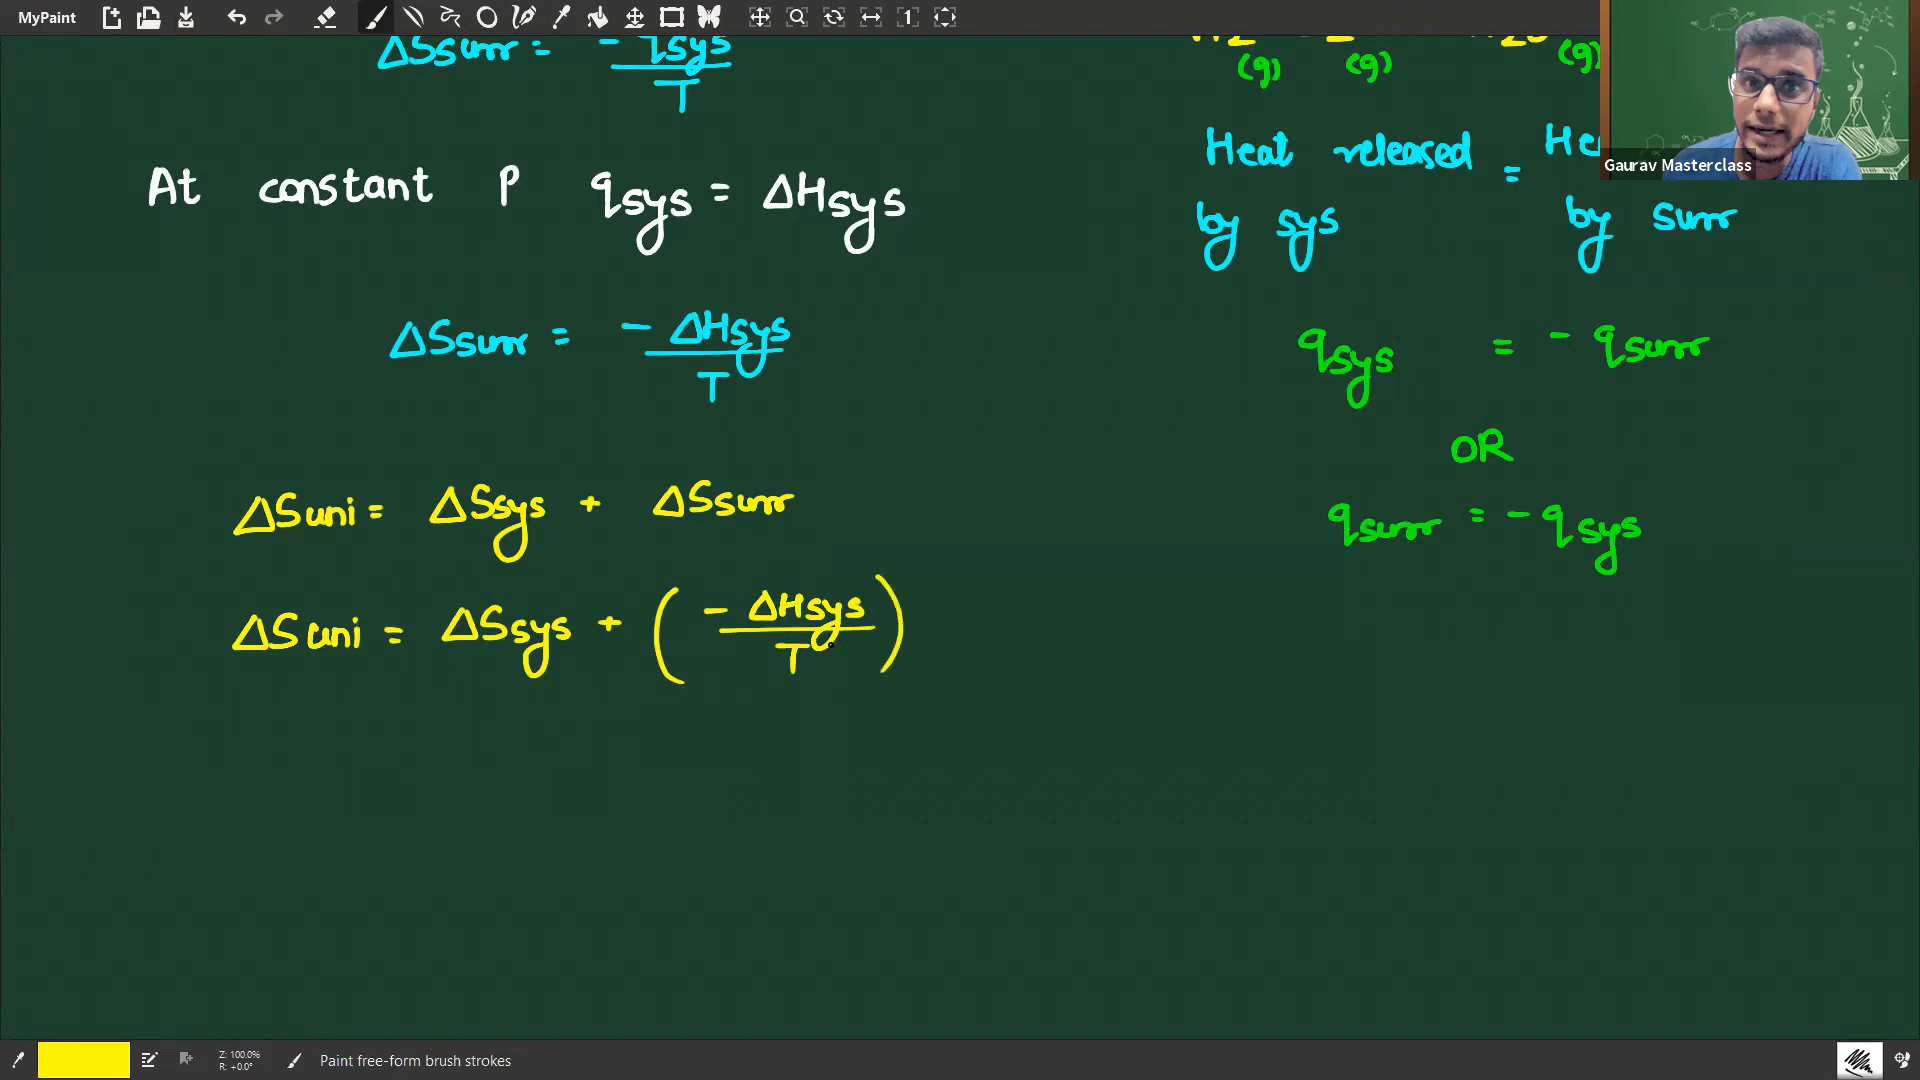 MyPaint
ΔSsurr = - qsys / T
(g) (g) (g)
At constant P qsys = ΔHsys
Heat released =
by sys by surr
Gaurav Masterclass
ΔSsurr = - ΔHsys / T
qsys = - qsurr
OR
qsurr = - qsys
ΔSuni = ΔSsys + ΔSsurr
ΔSuni = ΔSsys + ( - ΔHsys / T )
Z: 100.0%
R: +0.0°
Paint free-form brush strokes